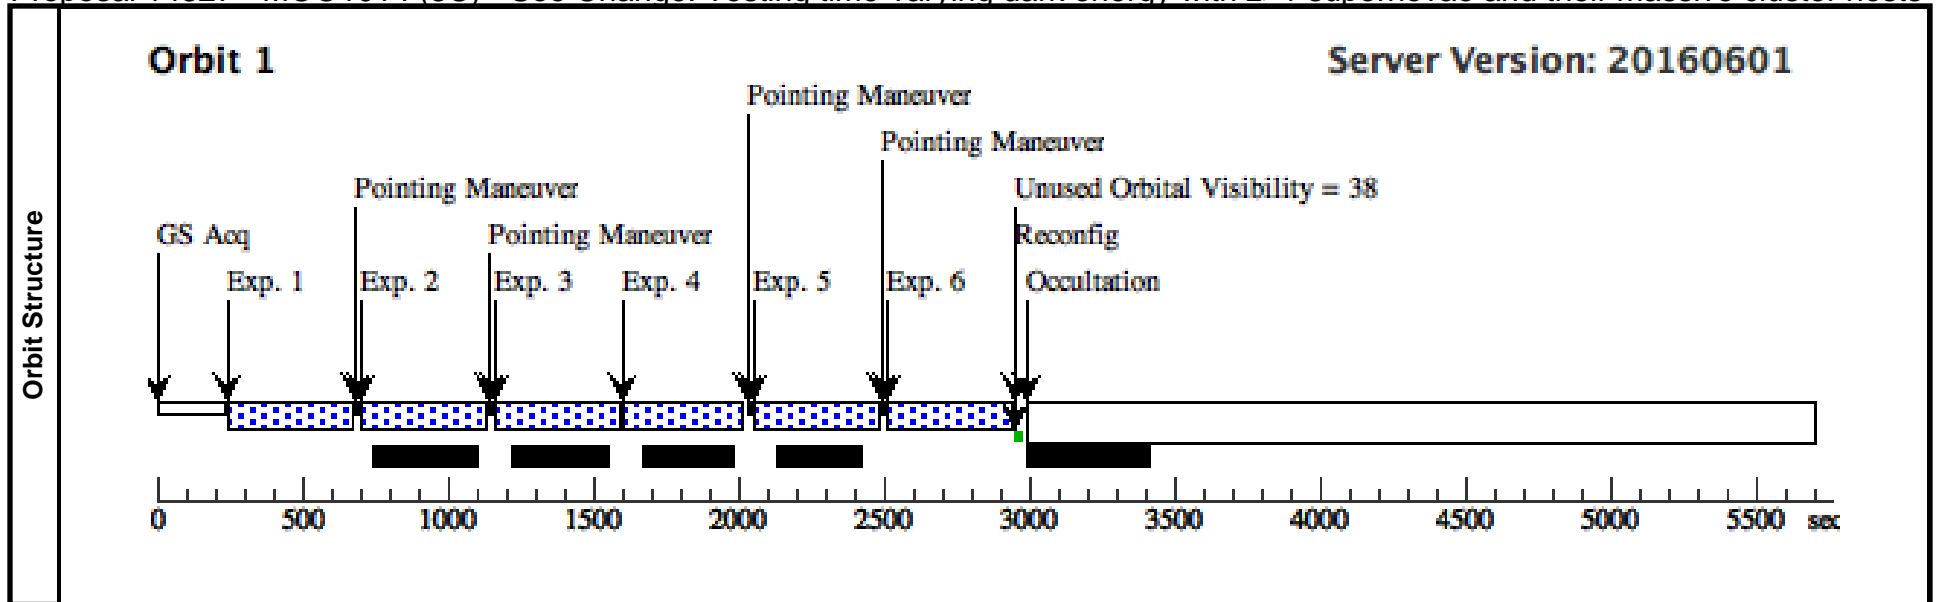 Orbit Structure
Orbit 1
Server Version: 20160601
Pointing Maneuver
Pointing Maneuver
Pointing Maneuver
Unused Orbital Visibility = 38
GS Acq
Pointing Maneuver
Reconfig
Exp. 1
Exp. 2
Exp. 3
Exp. 4
Exp. 5
Exp. 6
Occultation
0 500 1000 1500 2000 2500 3000 3500 4000 4500 5000 5500 sec